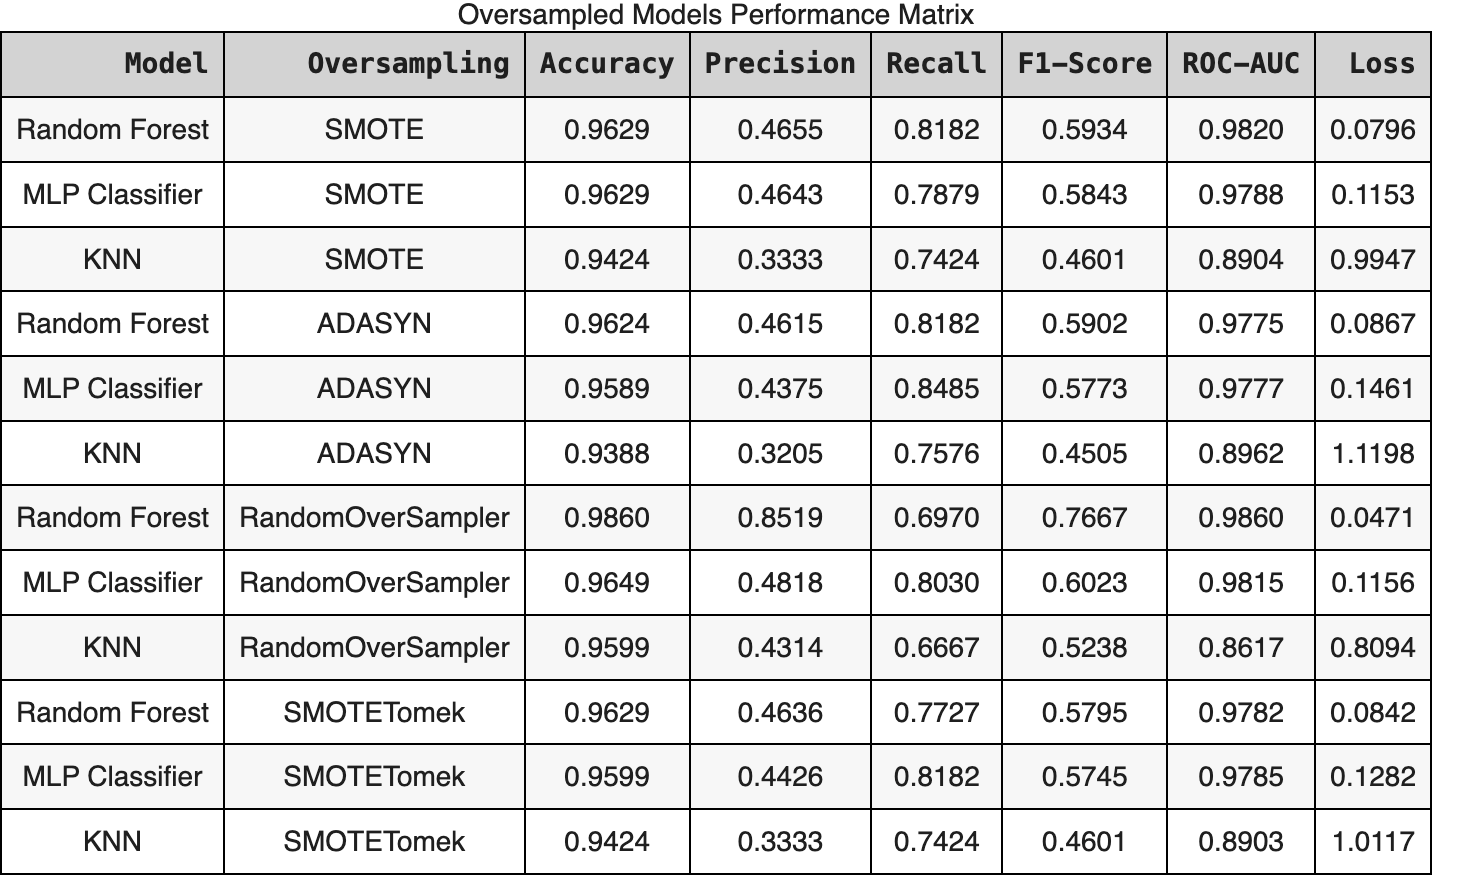 Oversampled Models Performance Matrix
Model Oversampling Accuracy Precision Recall F1-Score ROC-AUC Loss
Random Forest SMOTE 0.9629 0.4655 0.8182 0.5934 0.9820 0.0796
MLP Classifier SMOTE 0.9629 0.4643 0.7879 0.5843 0.9788 0.1153
KNN SMOTE 0.9424 0.3333 0.7424 0.4601 0.8904 0.9947
Random Forest ADASYN 0.9624 0.4615 0.8182 0.5902 0.9775 0.0867
MLP Classifier ADASYN 0.9589 0.4375 0.8485 0.5773 0.9777 0.1461
KNN ADASYN 0.9388 0.3205 0.7576 0.4505 0.8962 1.1198
Random Forest RandomOverSampler 0.9860 0.8519 0.6970 0.7667 0.9860 0.0471
MLP Classifier RandomOverSampler 0.9649 0.4818 0.8030 0.6023 0.9815 0.1156
KNN RandomOverSampler 0.9599 0.4314 0.6667 0.5238 0.8617 0.8094
Random Forest SMOTETomek 0.9629 0.4636 0.7727 0.5795 0.9782 0.0842
MLP Classifier SMOTETomek 0.9599 0.4426 0.8182 0.5745 0.9785 0.1282
KNN SMOTETomek 0.9424 0.3333 0.7424 0.4601 0.8903 1.0117